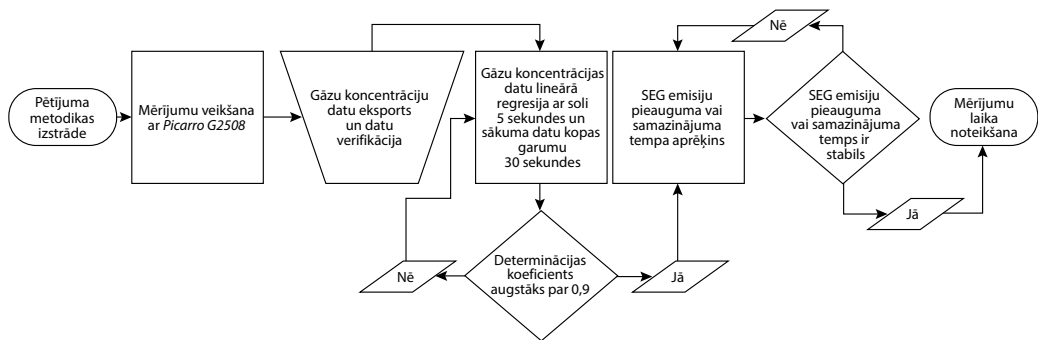 Pētījuma
metodikas
izstrāde
Mērījumu veikšana
ar Picarro G2508
Gāzu koncentrāciju
datu eksports
un datu
verifikācija
Gāzu koncentrācijas
datu lineārā
regresija ar soli
5 sekundes un
sākuma datu kopas
garumu
30 sekundes
Determinācijas
koeficients
augstāks par 0,9
Nē
Jā
SEG emisiju
pieauguma vai
samazinājuma
tempa aprēķins
SEG emisiju
pieauguma
vai samazinājuma
temps ir
stabils
Nē
Jā
Mērījumu
laika
noteikšana